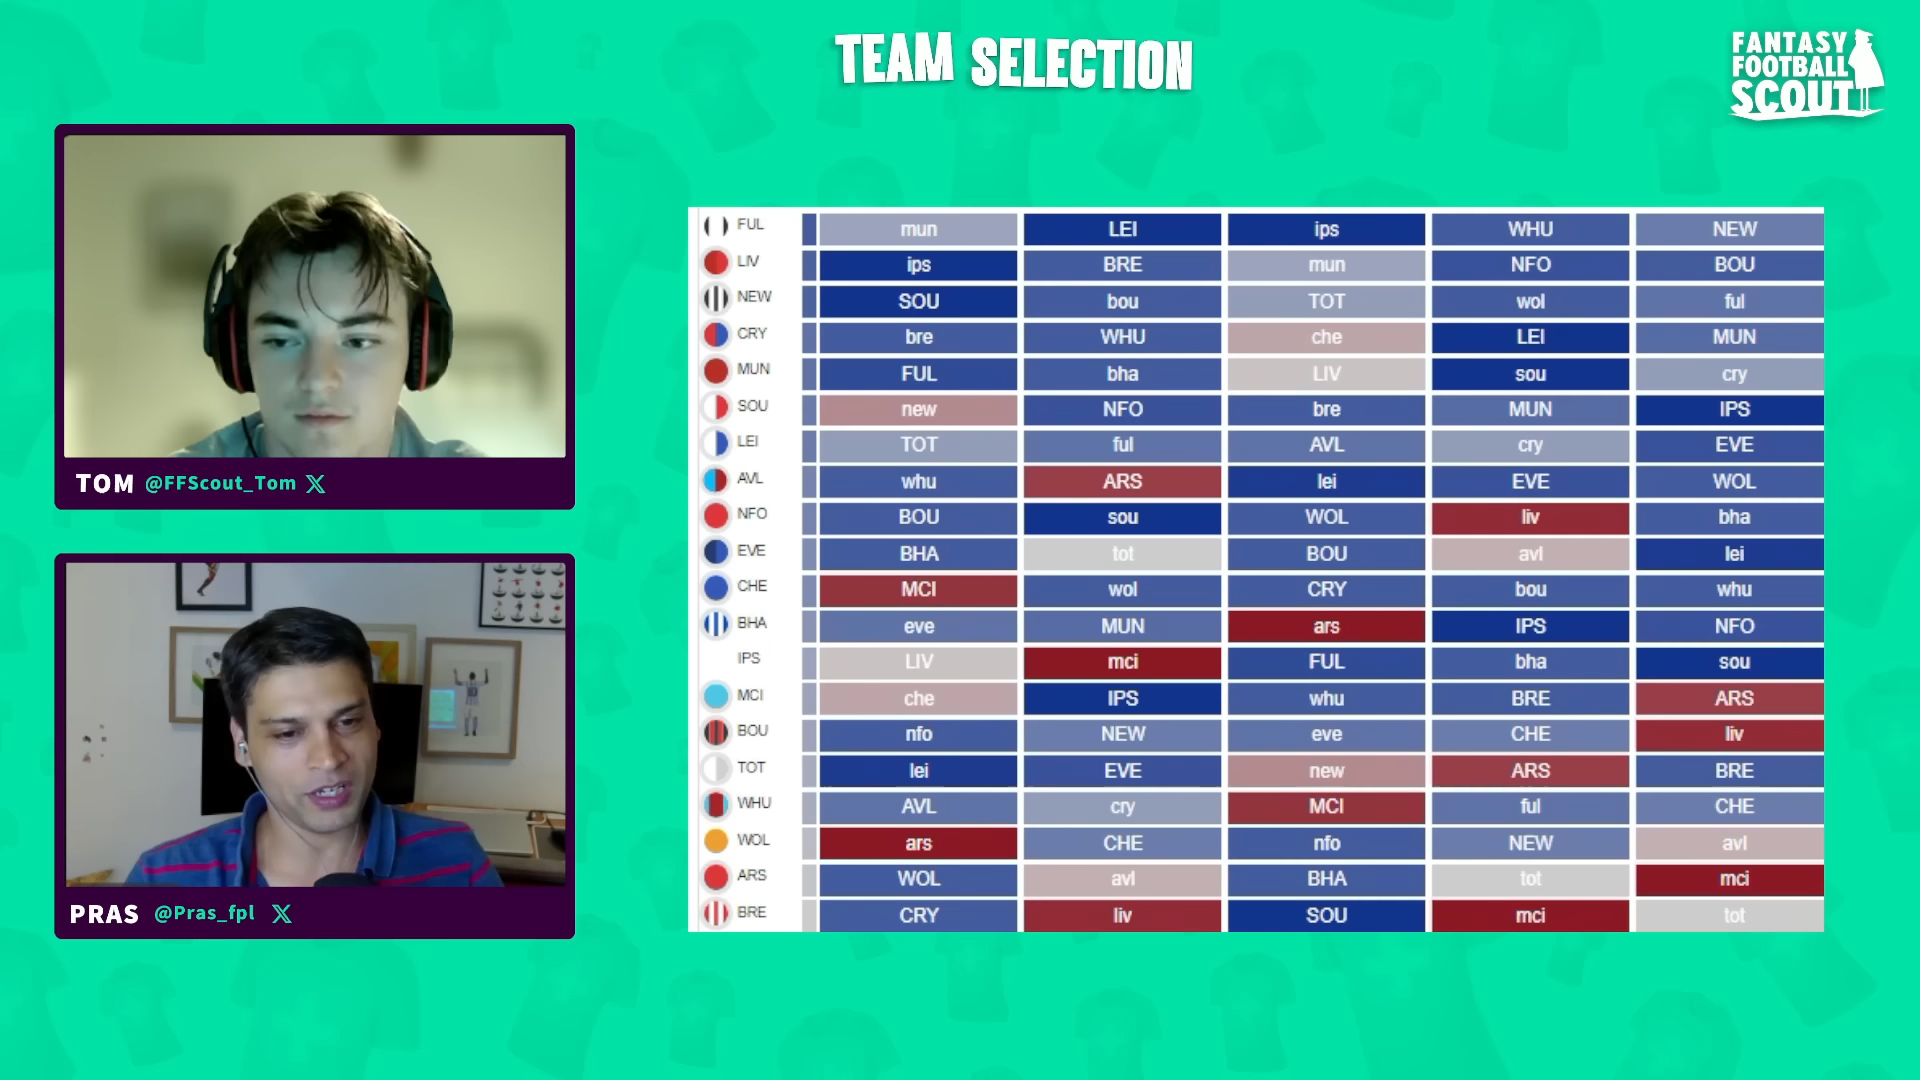 TEAM SELECTION
FANTASY
FOOTBALL
SCOUT
TOM @FFScout_Tom X
PRAS @Pras_fpl X
FUL mun LEI ips WHU NEW
LIV ips BRE mun NFO BOU
NEW SOU bou TOT wol ful
CRY bre WHU che LEI MUN
MUN FUL bha LIV sou cry
SOU new NFO bre MUN IPS
LEI TOT ful AVL cry EVE
AVL whu ARS lei EVE WOL
NFO BOU sou WOL liv bha
EVE BHA tot BOU avl lei
CHE MCI wol CRY bou whu
BHA eve MUN ars IPS NFO
IPS LIV mci FUL bha sou
MCI che IPS whu BRE ARS
BOU nfo NEW eve CHE liv
TOT lei EVE new ARS BRE
WHU AVL cry MCI ful CHE
WOL ars CHE nfo NEW avl
ARS WOL avl BHA tot mci
BRE CRY liv SOU mci tot